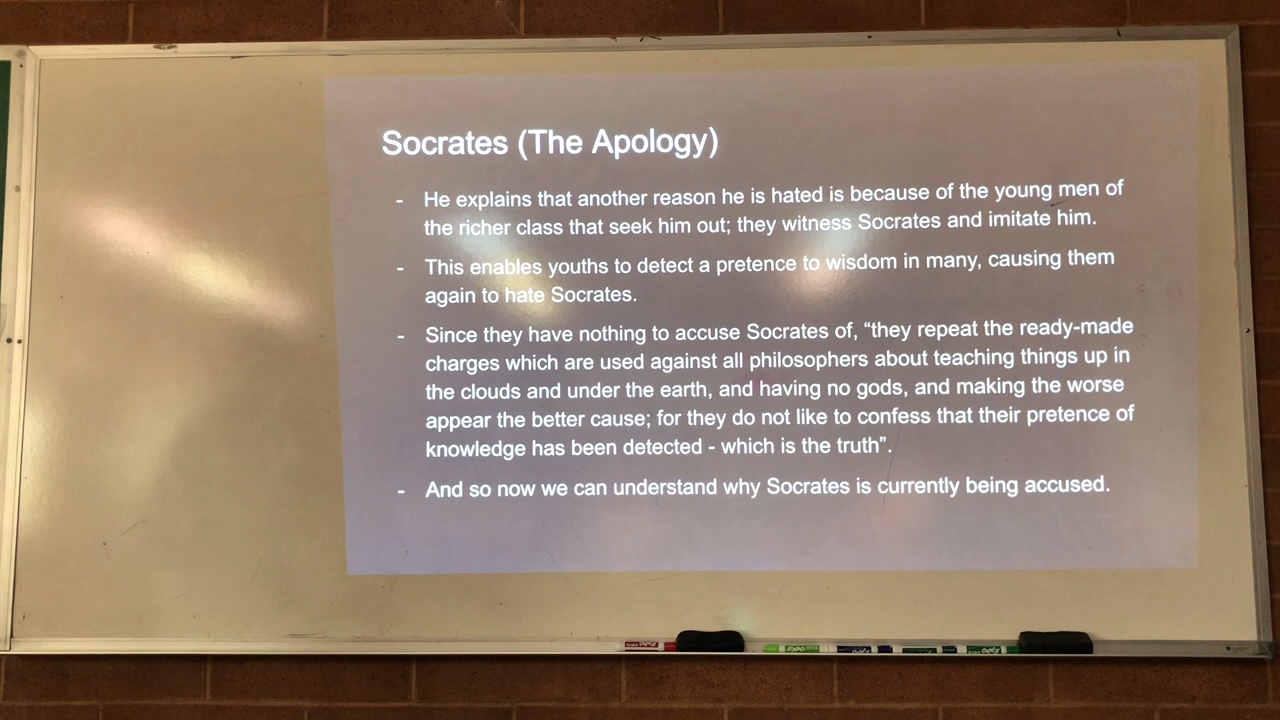 Socrates (The Apology)
- He explains that another reason he is hated is because of the young men of
the richer class that seek him out; they witness Socrates and imitate him.
- This enables youths to detect a pretence to wisdom in many, causing them
again to hate Socrates.
- Since they have nothing to accuse Socrates of, “they repeat the ready-made
charges which are used against all philosophers about teaching things up in
the clouds and under the earth, and having no gods, and making the worse
appear the better cause; for they do not like to confess that their pretence of
knowledge has been detected - which is the truth”.
- And so now we can understand why Socrates is currently being accused.
EXPO